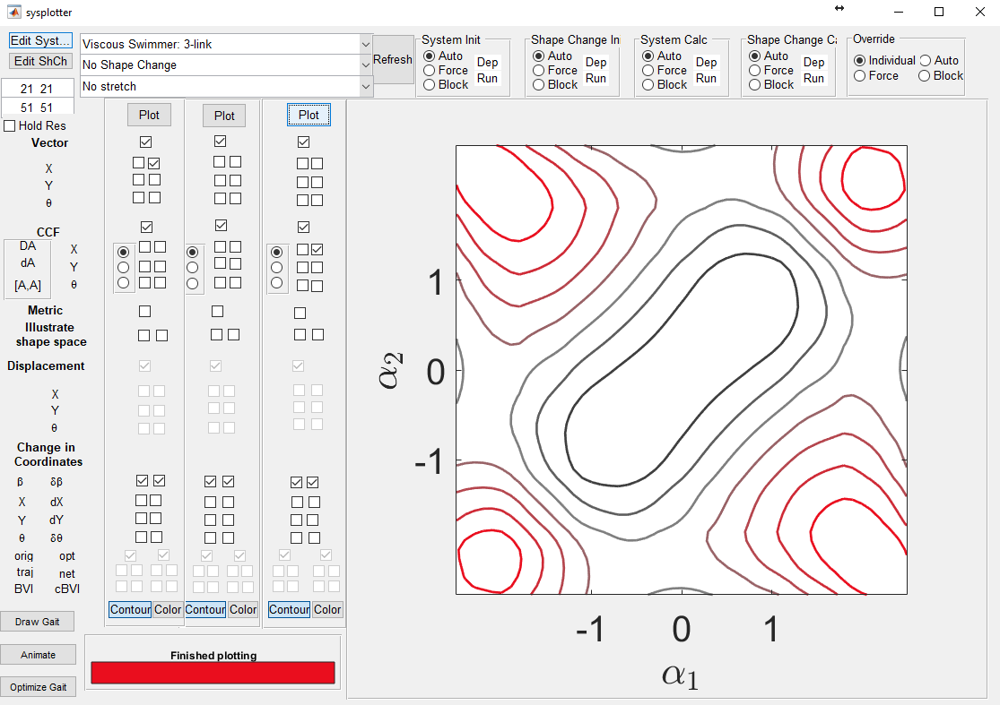 sysplotter
Edit Syst...
Edit ShCh
Viscous Swimmer: 3-link
No Shape Change
No stretch
Refresh
System Init
Auto
Force
Block
Dep
Run
Shape Change In
Auto
Force
Block
Dep
Run
System Calc
Auto
Force
Block
Dep
Run
Shape Change Ca
Auto
Force
Block
Dep
Run
Override
Individual Auto
Force Block
21 21
51 51
Hold Res
Plot Plot Plot
Vector
X
Y
θ
CCF
DA
dA
[A,A]
X
Y
θ
Metric
Illustrate
shape space
Displacement
X
Y
θ
Change in
Coordinates
β δβ
X dX
Y dY
θ δθ
orig opt
traj net
BVI cBVI
Contour Color Contour Color Contour Color
Draw Gait
Animate
Optimize Gait
Finished plotting
1
0
-1
α2
-1 0 1
α1